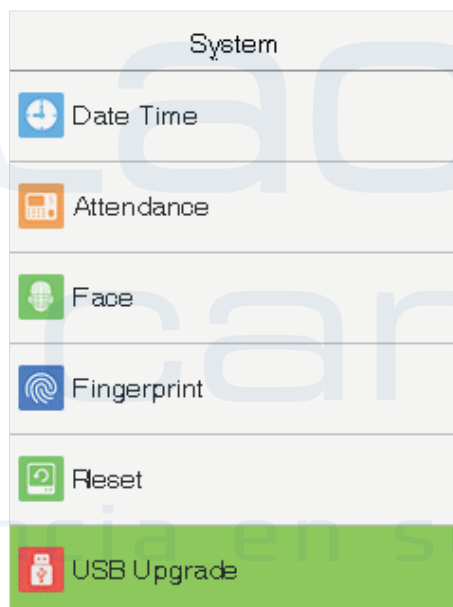 System
Date Time
Attendance
Face
Fingerprint
Reset
USB Upgrade